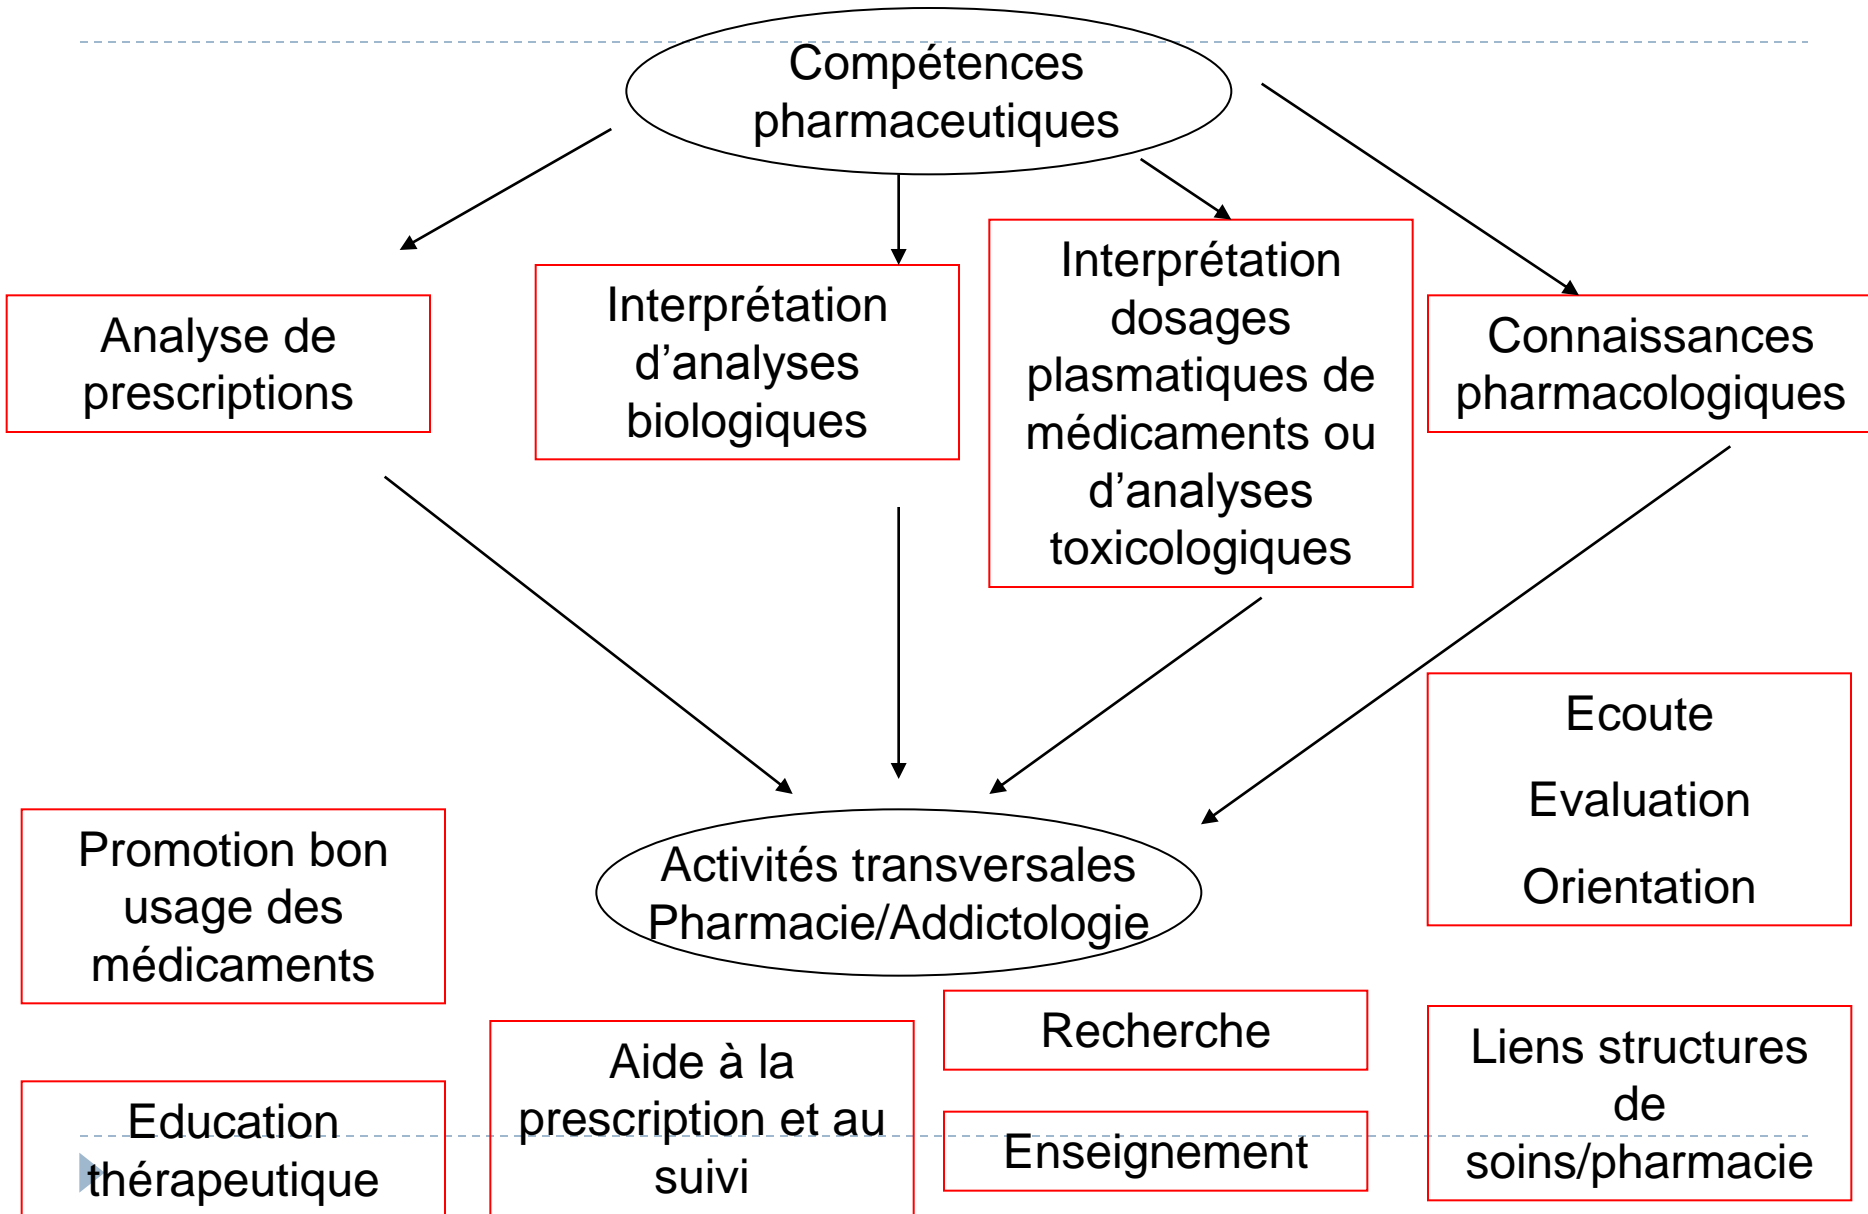 Compétences
pharmaceutiques
Analyse de
prescriptions
Interprétation
d’analyses
biologiques
Interprétation
dosages
plasmatiques de
médicaments ou
d’analyses
toxicologiques
Connaissances
pharmacologiques
Activités transversales
Pharmacie/Addictologie
Promotion bon
usage des
médicaments
Ecoute
Evaluation
Orientation
Education
thérapeutique
Aide à la
prescription et au
suivi
Recherche
Enseignement
Liens structures
de
soins/pharmacie